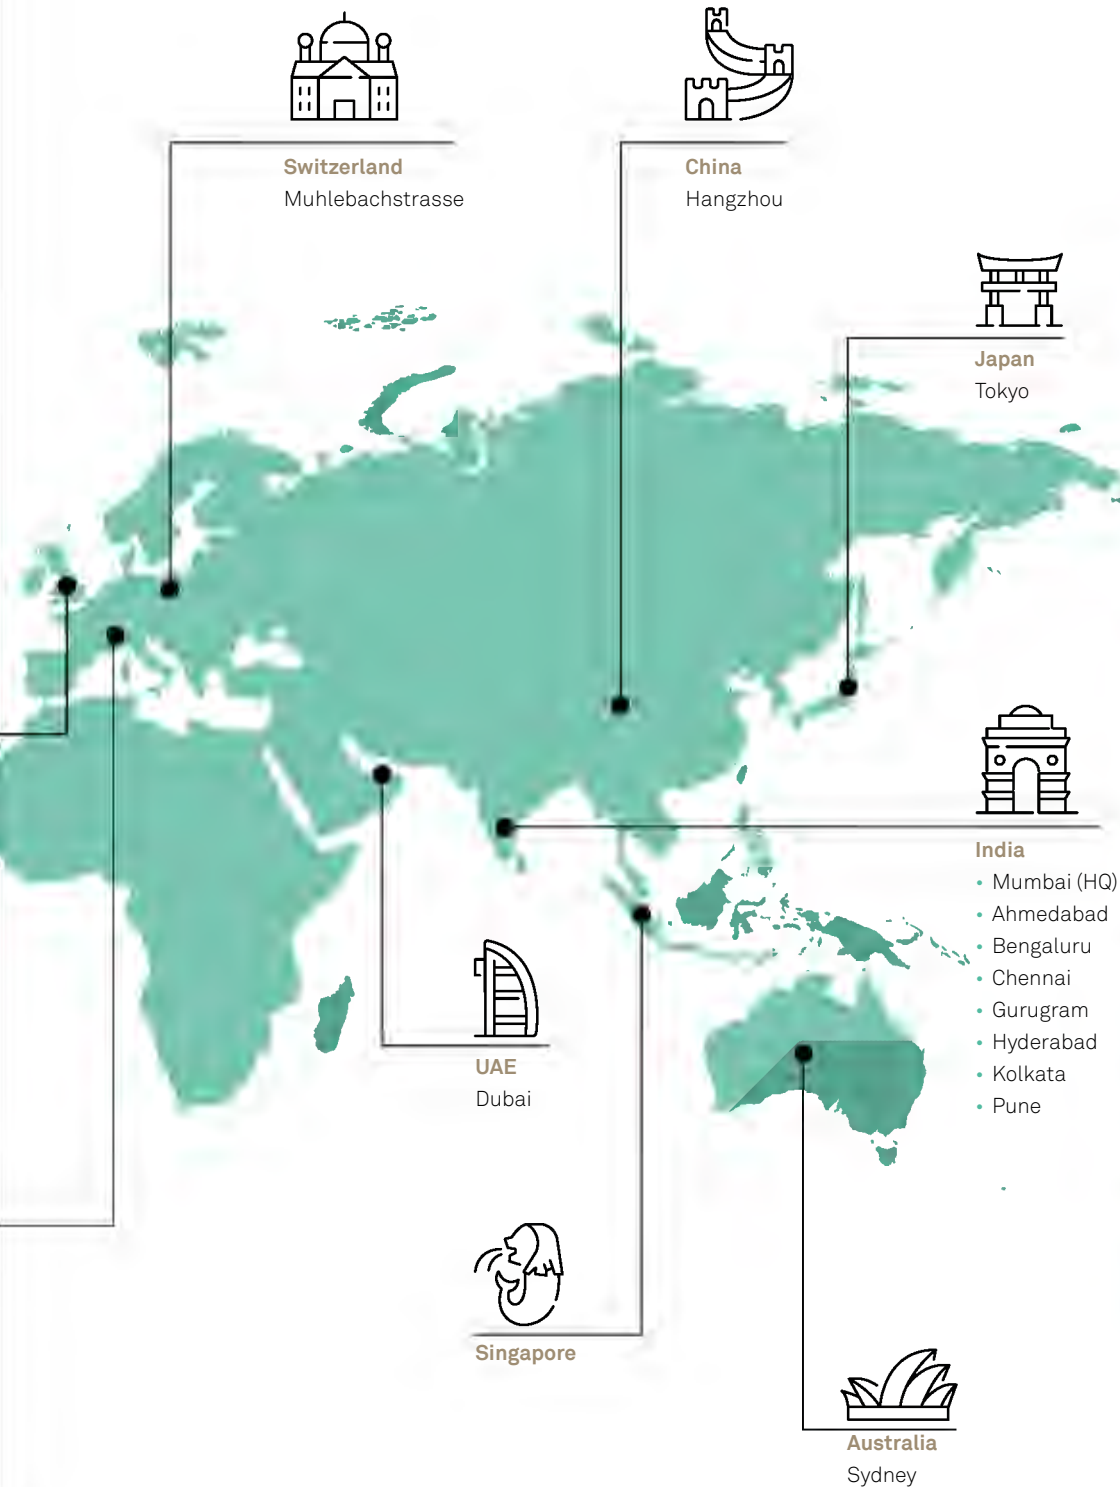 Switzerland
Muhlebachstrasse
China
Hangzhou
Japan
Tokyo
India
• Mumbai (HQ)
• Ahmedabad
• Bengaluru
• Chennai
• Gurugram
• Hyderabad
• Kolkata
• Pune
UAE
Dubai
Singapore
Australia
Sydney